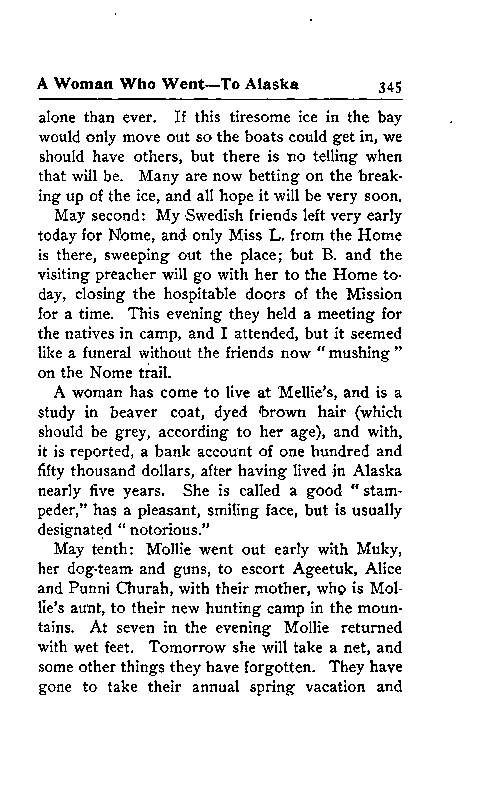 A Woman Who Went—To Alaska 345
alone than ever. If this tiresome ice in the bay
would only move out so the boats could get in, we
should have others, but there is no telling when
that will be. Many are now betting on the break-
ing up of the ice, and all hope it will be very soon.
May second: My Swedish friends left very early
today for Nome, and only Miss L. from the Home
is there, sweeping out the place; but B. and the
visiting preacher will go with her to the Home to-
day, closing the hospitable doors of the Mission
for a time. This evening they held a meeting for
the natives in camp, and I attended, but it seemed
like a funeral without the friends now "mushing"
on the Nome trail.
A woman has come to live at Mellie's, and is a
study in beaver coat, dyed brown hair (which
should be grey, according to her age), and with,
it is reported, a bank account of one hundred and
fifty thousand dollars, after having lived in Alaska
nearly five years. She is called a good "stam-
peder," has a pleasant, smiling face, but is usually
designated "notorious."
May tenth: Mollie went out early with Muky,
her dog-team and guns, to escort Ageetuk, Alice
and Punni Churah, with their mother, who is Mol-
lie's aunt, to their new hunting camp in the moun-
tains. At seven in the evening Mollie returned
with wet feet. Tomorrow she will take a net, and
some other things they have forgotten. They have
gone to take their annual spring vacation and